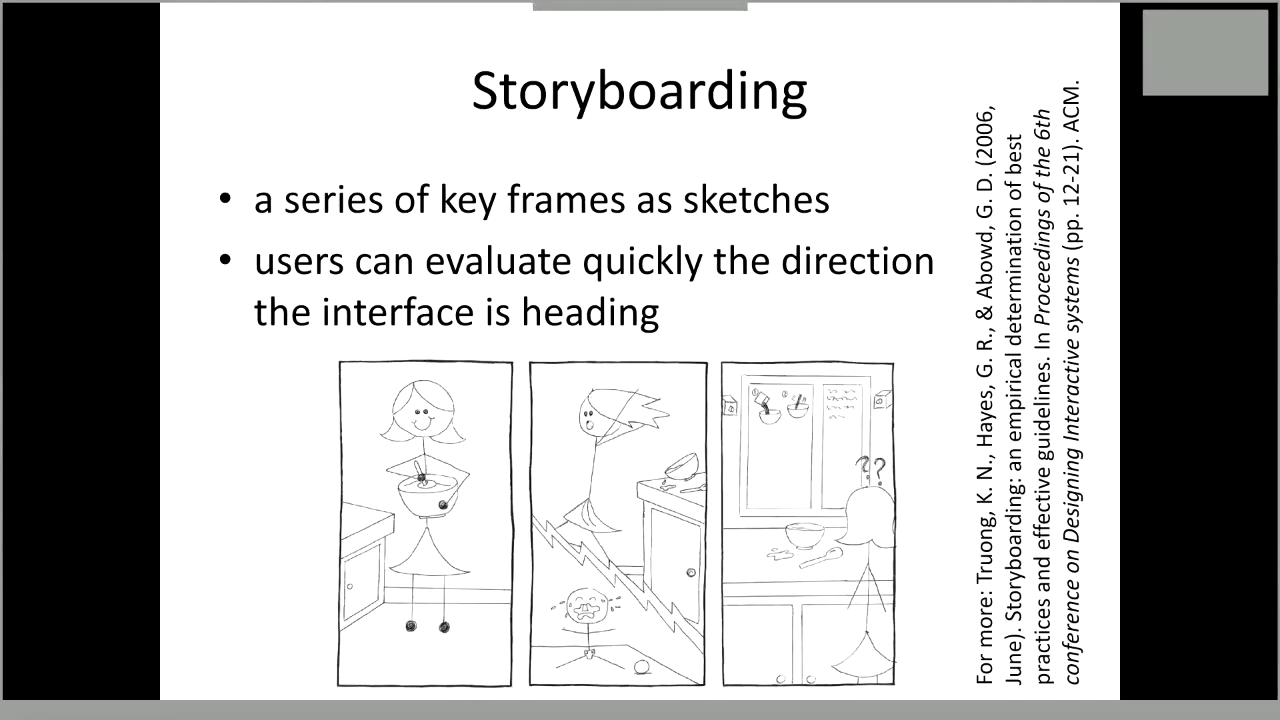 Storyboarding
• a series of key frames as sketches
• users can evaluate quickly the direction
the interface is heading
??
For more: Truong, K. N., Hayes, G. R., & Abowd, G. D. (2006,
June). Storyboarding: an empirical determination of best
practices and effective guidelines. In Proceedings of the 6th
conference on Designing Interactive systems (pp. 12-21). ACM.